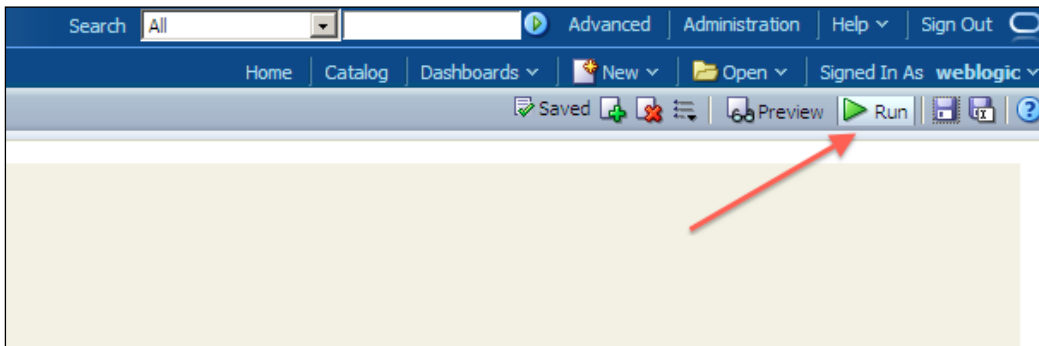 Search All Advanced Administration Help Sign Out
Home Catalog Dashboards New Open Signed In As weblogic
Saved Preview Run